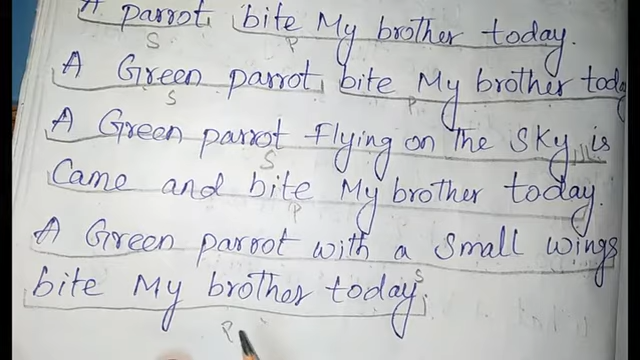 A parrot bite My brother today.
S P
A Green parrot bite My brother today
S P
A Green parrot Flying on The Sky is
S
Came and bite My brother today.
P
A Green parrot with a Small wings
S
bite My brother today.
P